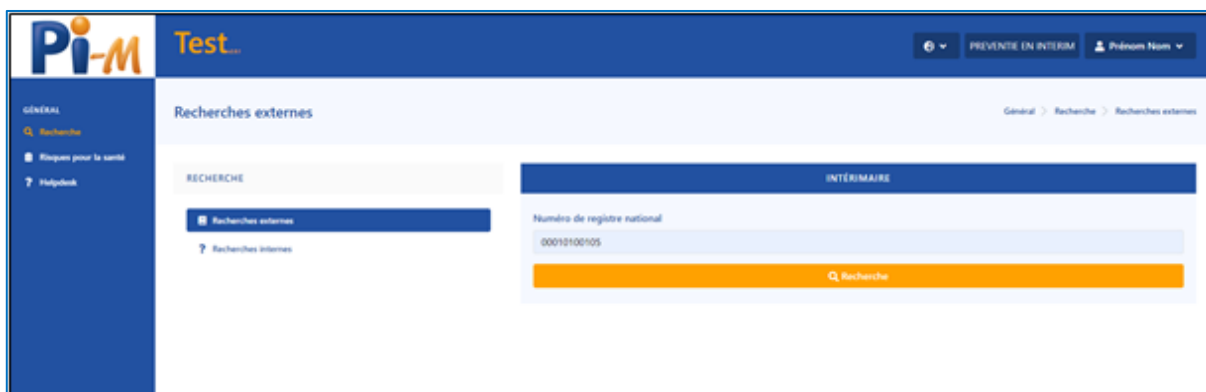 Pi-M
Test...
PREVENTIE EN INTERIM
Prénom Nom
GÉNÉRAL
Recherche
Risques pour la santé
? Helpdesk
Recherches externes
Général > Recherche > Recherches externes
RECHERCHE
Recherches externes
? Recherches internes
INTÉRIMAIRE
Numéro de registre national
00010100105
Recherche